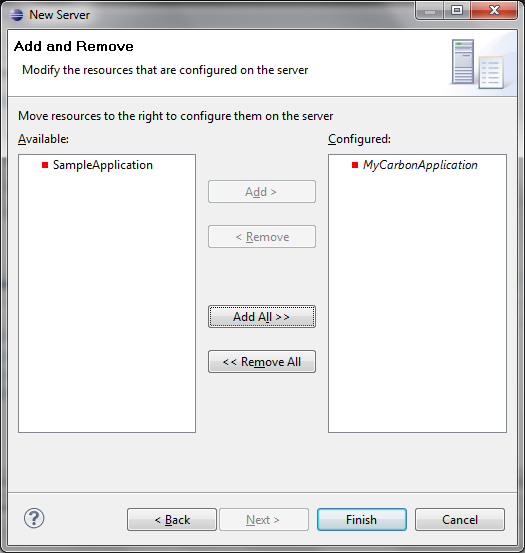 New Server
Add and Remove
Modify the resources that are configured on the server
Move resources to the right to configure them on the server
Available:
Configured:
SampleApplication
MyCarbonApplication
Add >
< Remove
Add All >>
<< Remove All
?
< Back
Next >
Finish
Cancel